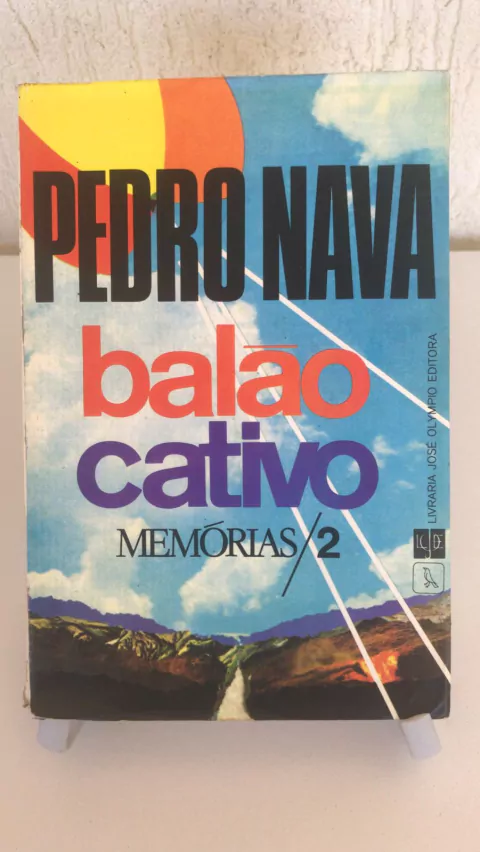 PEDRO NAVA
balão
cativo
MEMÓRIAS/2
LIVRARIA JOSÉ OLYMPIO EDITORA